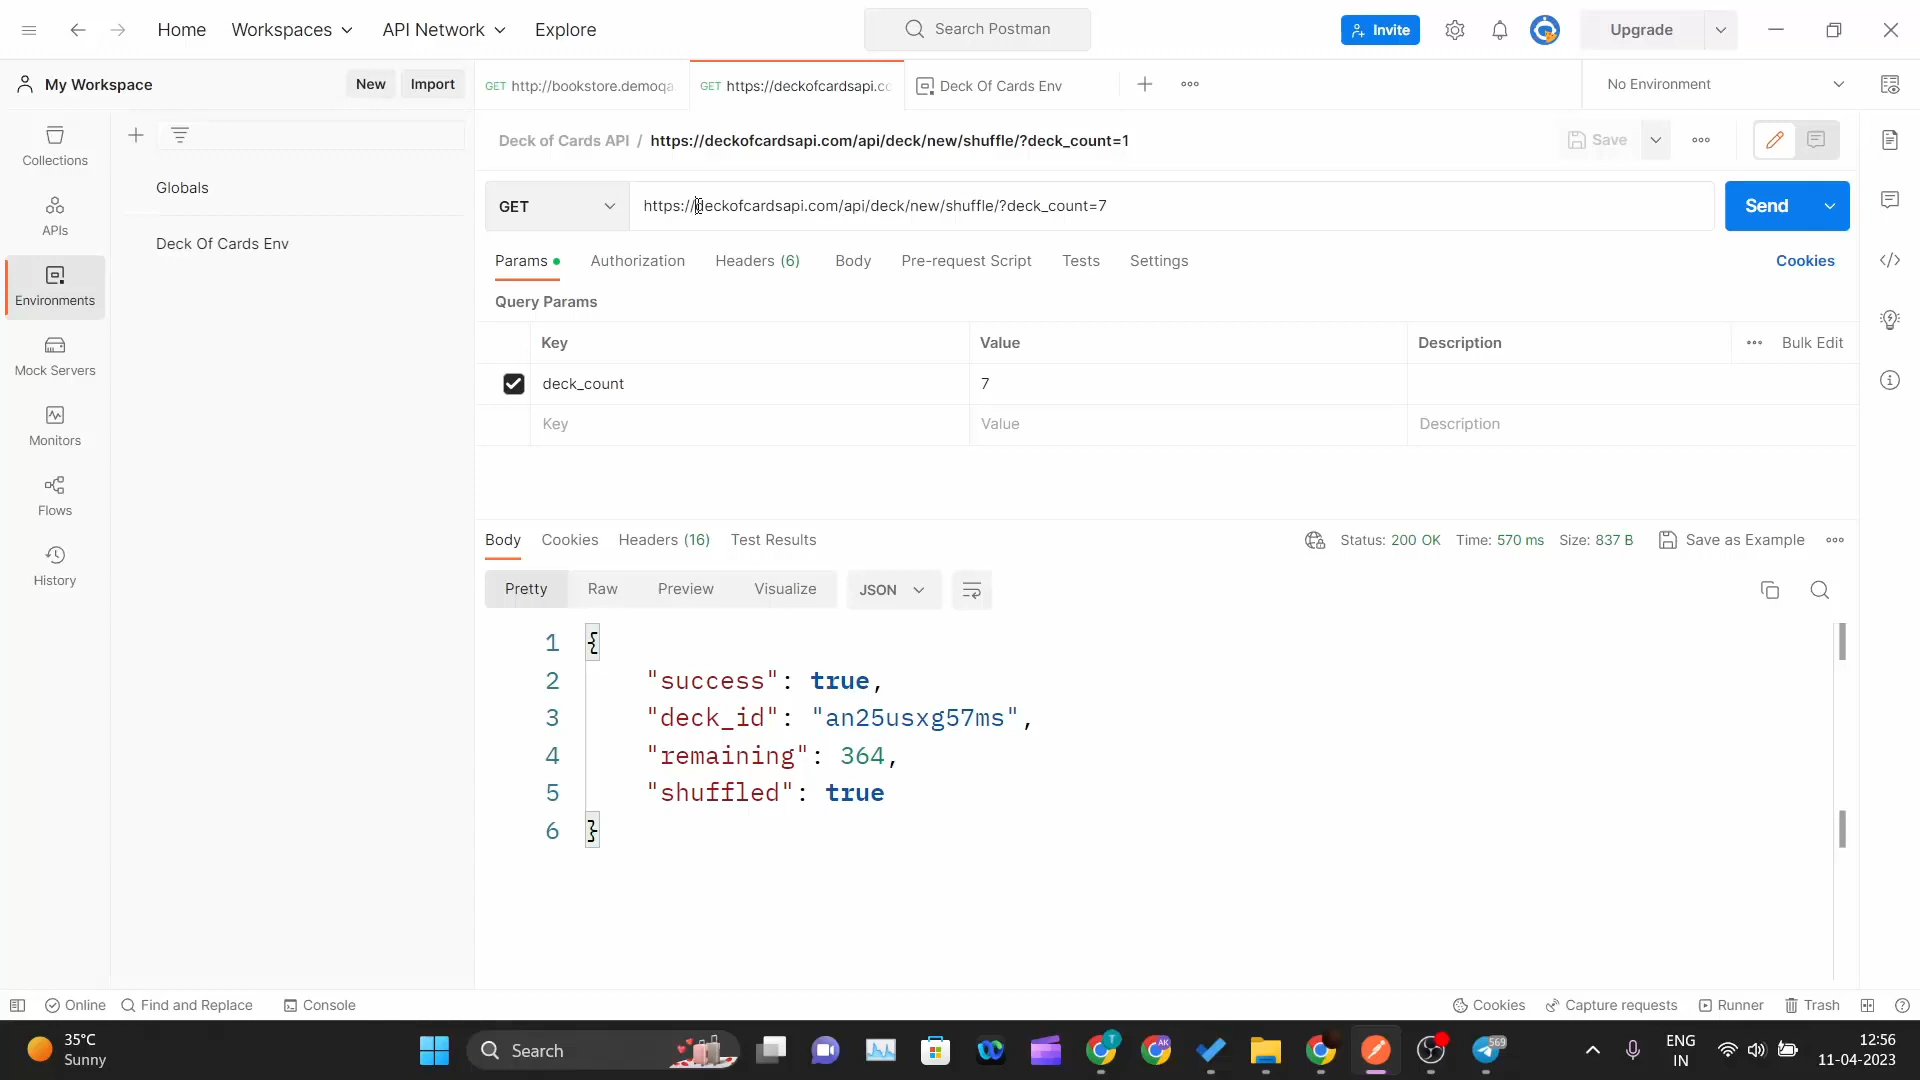 Home
Workspaces
API Network
Explore
Search Postman
Invite
Upgrade
My Workspace
New
Import
GET http://bookstore.demoqa.
GET https://deckofcardsapi.co
Deck Of Cards Env
No Environment
Collections
APIs
Environments
Mock Servers
Monitors
Flows
History
Globals
Deck Of Cards Env
Deck of Cards API / https://deckofcardsapi.com/api/deck/new/shuffle/?deck_count=1
Save
GET
https://deckofcardsapi.com/api/deck/new/shuffle/?deck_count=7
Send
Params
Authorization
Headers (6)
Body
Pre-request Script
Tests
Settings
Cookies
Query Params
Key Value Description Bulk Edit
deck_count 7
Key Value Description
Body
Cookies
Headers (16)
Test Results
Status: 200 OK
Time: 570 ms
Size: 837 B
Save as Example
Pretty
Raw
Preview
Visualize
JSON
1 {
2 "success": true,
3 "deck_id": "an25usxg57ms",
4 "remaining": 364,
5 "shuffled": true
6 }
Online
Find and Replace
Console
Cookies
Capture requests
Runner
Trash
35°C
Sunny
Search
T
AK
569
ENG
IN
12:56
11-04-2023